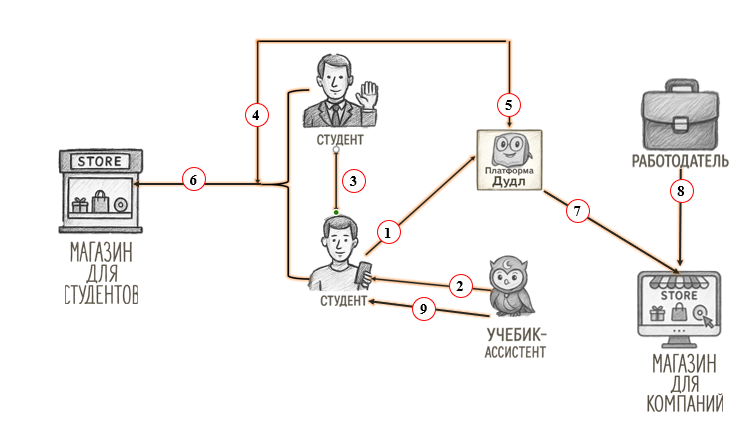 4
5
СТУДЕНТ
РАБОТОДАТЕЛЬ
STORE
Платформа
Дудл
6
3
8
7
1
МАГАЗИН
ДЛЯ
СТУДЕНТОВ
СТУДЕНТ
2
9
STORE
УЧЕБИК-
АССИСТЕНТ
МАГАЗИН
ДЛЯ
КОМПАНИЙ